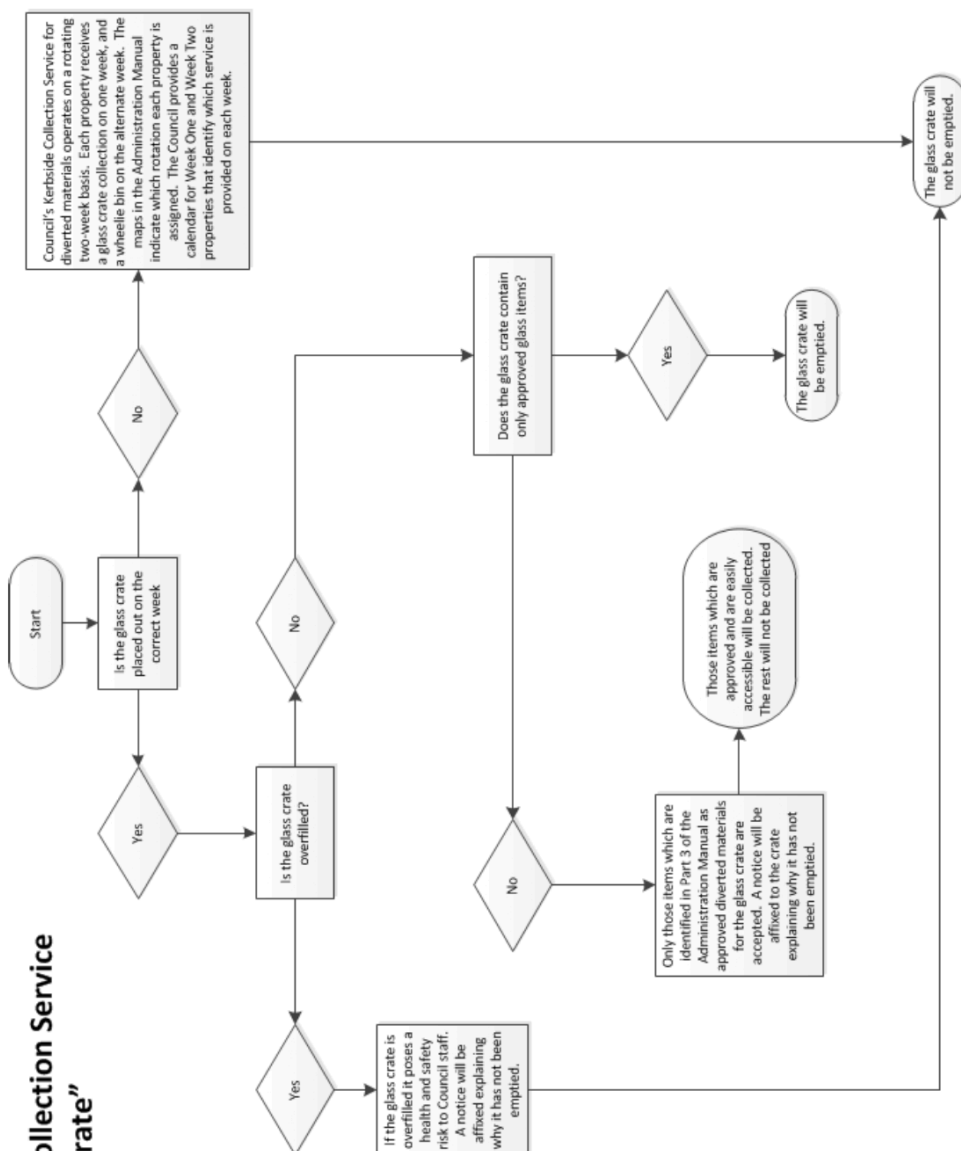 ollection Service
rate”
Start
Is the glass crate
placed out on the
correct week
No
Council’s Kerbside Collection Service for
diverted materials operates on a rotating
two-week basis.  Each property receives
a glass crate collection on one week, and
a wheelie bin on the alternate week.  The
maps in the Administration Manual
indicate which rotation each property is
assigned.  The Council provides a
calendar for Week One and Week Two
properties that identify which service is
provided on each week.
Yes
Is the glass crate
overfilled?
No
Does the glass crate contain
only approved glass items?
Yes
The glass crate will
be emptied.
No
Only those items which are
identified in Part 3 of the
Administration Manual as
approved diverted materials
for the glass crate are
accepted.  A notice will be
affixed to the crate
explaining why it has not
been emptied.
Those items which are
approved and are easily
accessible will be collected.
The rest will not be collected
Yes
If the glass crate is
overfilled it poses a
health and safety
risk to Council staff.
A notice will be
affixed explaining
why it has not been
emptied.
The glass crate will
not be emptied.